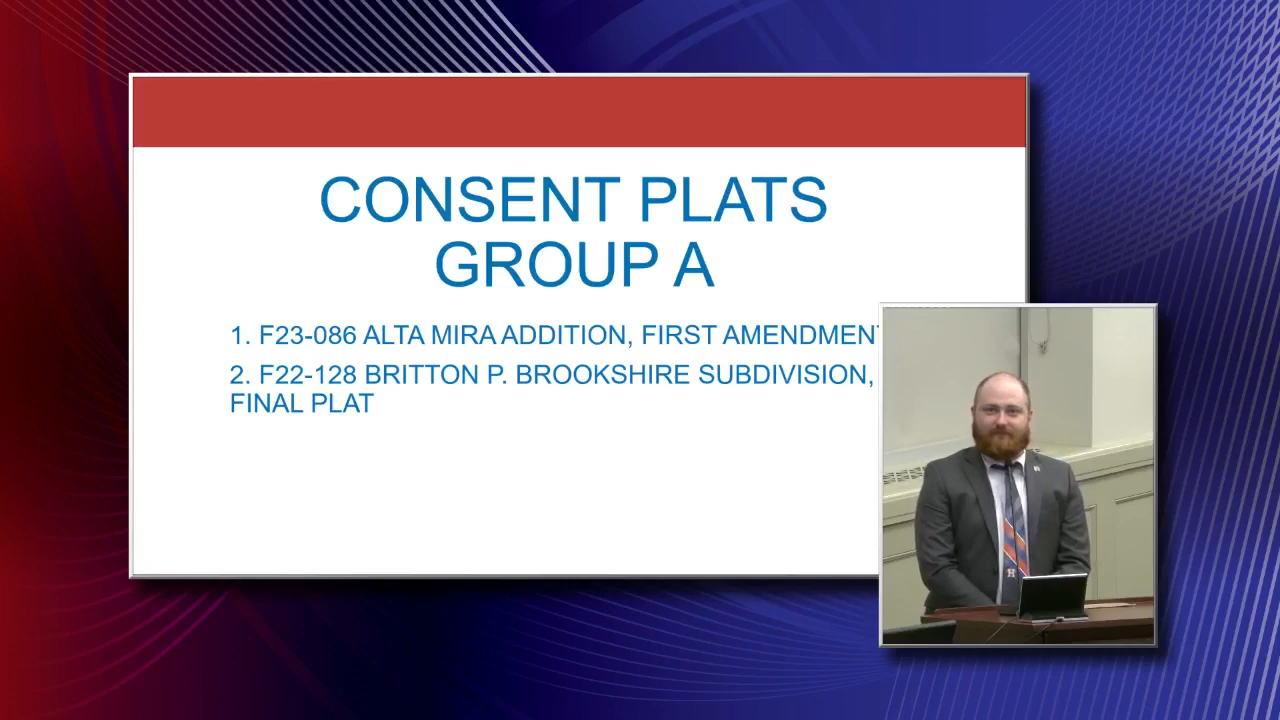 CONSENT PLATS
GROUP A
1. F23-086 ALTA MIRA ADDITION, FIRST AMENDMENT
2. F22-128 BRITTON P. BROOKSHIRE SUBDIVISION,
FINAL PLAT
H